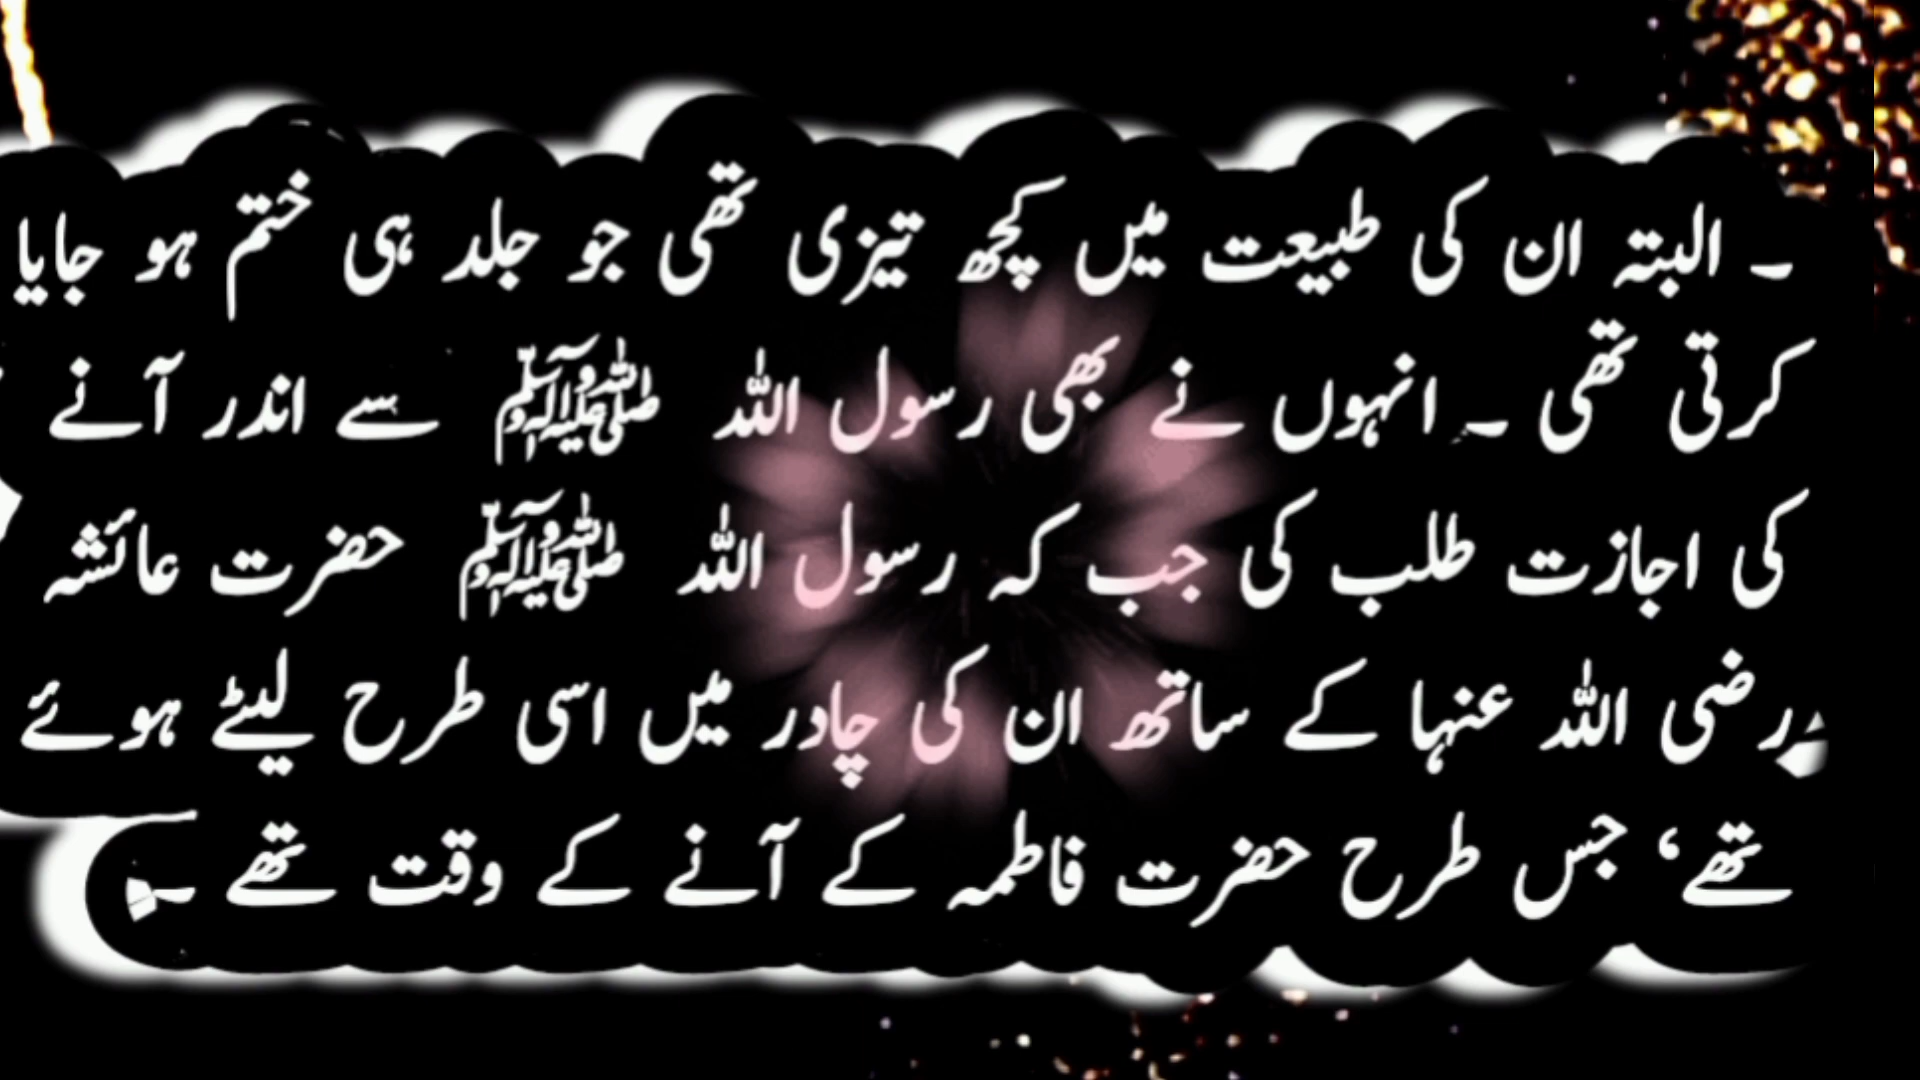 ۔ البتہ ان کی طبیعت میں کچھ تیزی تھی جو جلد ہی ختم ہو جایا
کرتی تھی ۔ انہوں نے بھی رسول اللہ ﷺ سے اندر آنے
کی اجازت طلب کی جب کہ رسول اللہ ﷺ حضرت عائشہ
رضی اللہ عنہا کے ساتھ ان کی چادر میں اسی طرح لیٹے ہوئے
تھے‘ جس طرح حضرت فاطمہ کے آنے کے وقت تھے ۔